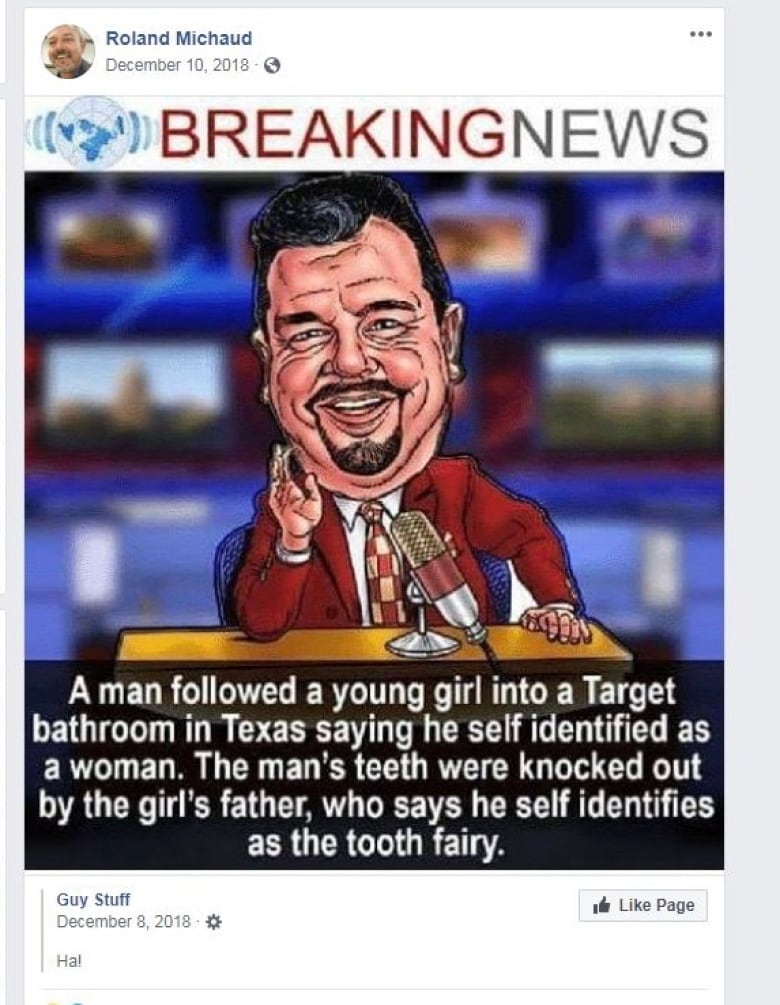 Roland Michaud
December 10, 2018 ·
BREAKINGNEWS
A man followed a young girl into a Target
bathroom in Texas saying he self identified as
a woman. The man's teeth were knocked out
by the girl's father, who says he self identifies
as the tooth fairy.
Guy Stuff
December 8, 2018 ·
Like Page
Ha!